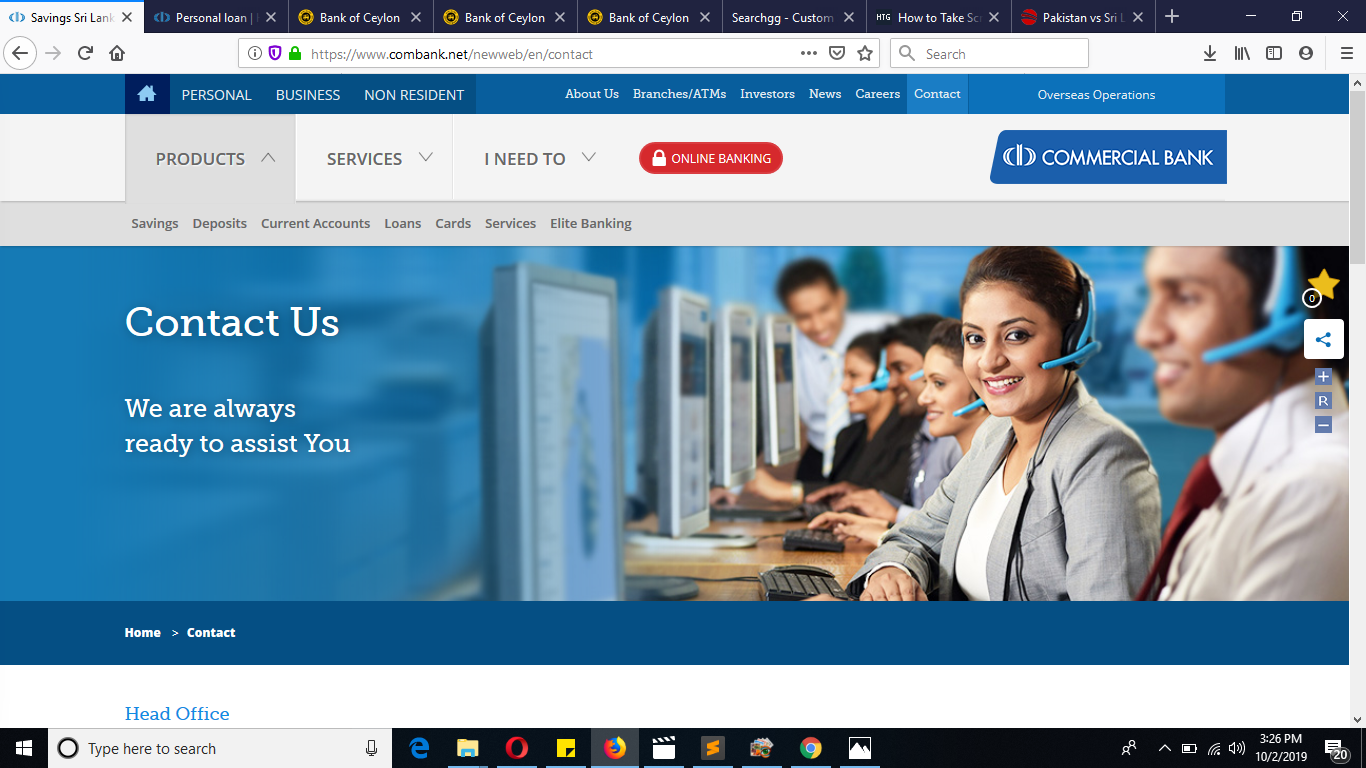 Savings Sri Lank
Personal loan |
Bank of Ceylon
Bank of Ceylon
Bank of Ceylon
Searchgg - Custom
HTG How to Take Scr
Pakistan vs Sri L
https://www.combank.net/newweb/en/contact
Search
PERSONAL BUSINESS NON RESIDENT
About Us Branches/ATMs Investors News Careers Contact Overseas Operations
PRODUCTS SERVICES I NEED TO ONLINE BANKING
COMMERCIAL BANK
Savings Deposits Current Accounts Loans Cards Services Elite Banking
Contact Us
We are always
ready to assist You
0
+
R
−
Home > Contact
Head Office
Type here to search
3:26 PM
10/2/2019
20